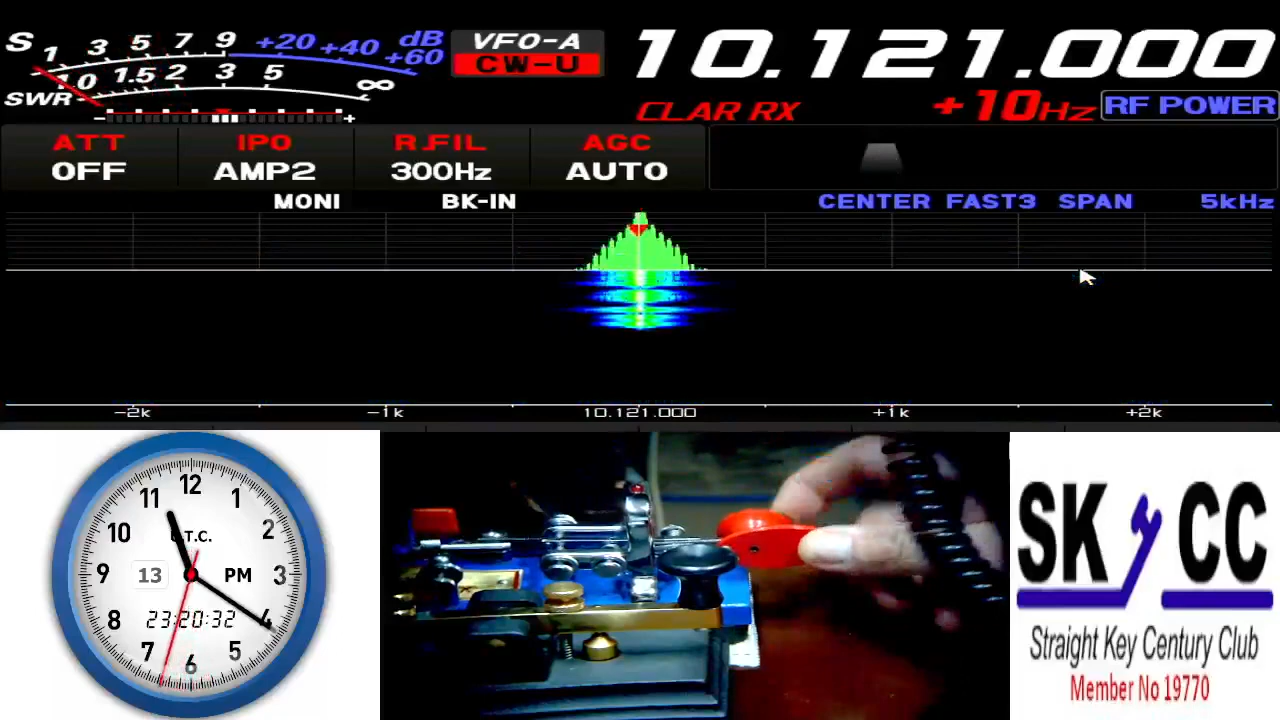 S 1 3 5 7 9 +20 +40 +60 dB
SWR 1.0 1.5 2 3 5 ∞
− +
VFO-A
CW-U
10.121.000
CLAR RX +10Hz RF POWER
ATT IPO R.FIL AGC
OFF AMP2 300Hz AUTO
MONI BK-IN CENTER FAST3 SPAN 5kHz
-2k -1k 10.121.000 +1k +2k
12
11 1
U.T.C.
10 2
9 13 PM 3
8 23:20:32 4
7 5
6
SK CC
Straight Key Century Club
Member No 19770